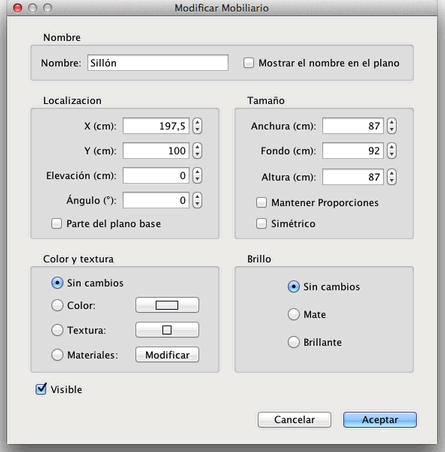 Modificar Mobiliario
Nombre
Nombre: Sillón Mostrar el nombre en el plano
Localizacion
X (cm): 197,5
Y (cm): 100
Elevación (cm): 0
Ángulo (°): 0
Parte del plano base
Tamaño
Anchura (cm): 87
Fondo (cm): 92
Altura (cm): 87
Mantener Proporciones
Simétrico
Color y textura
Sin cambios
Color:
Textura:
Materiales: Modificar
Brillo
Sin cambios
Mate
Brillante
Visible
Cancelar Aceptar